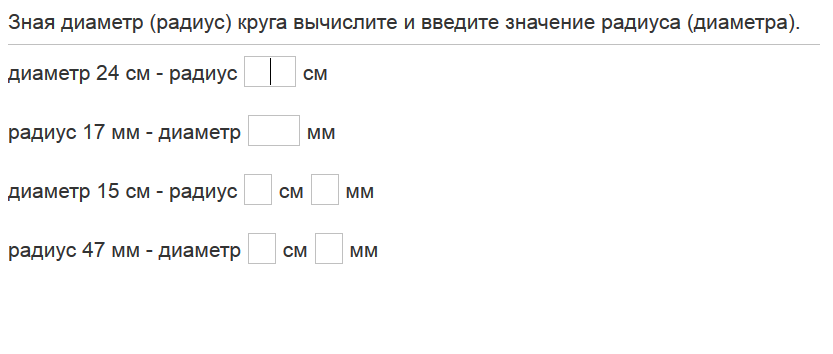 Зная диаметр (радиус) круга вычислите и введите значение радиуса (диаметра).
диаметр 24 см - радиус см
радиус 17 мм - диаметр мм
диаметр 15 см - радиус см мм
радиус 47 мм - диаметр см мм